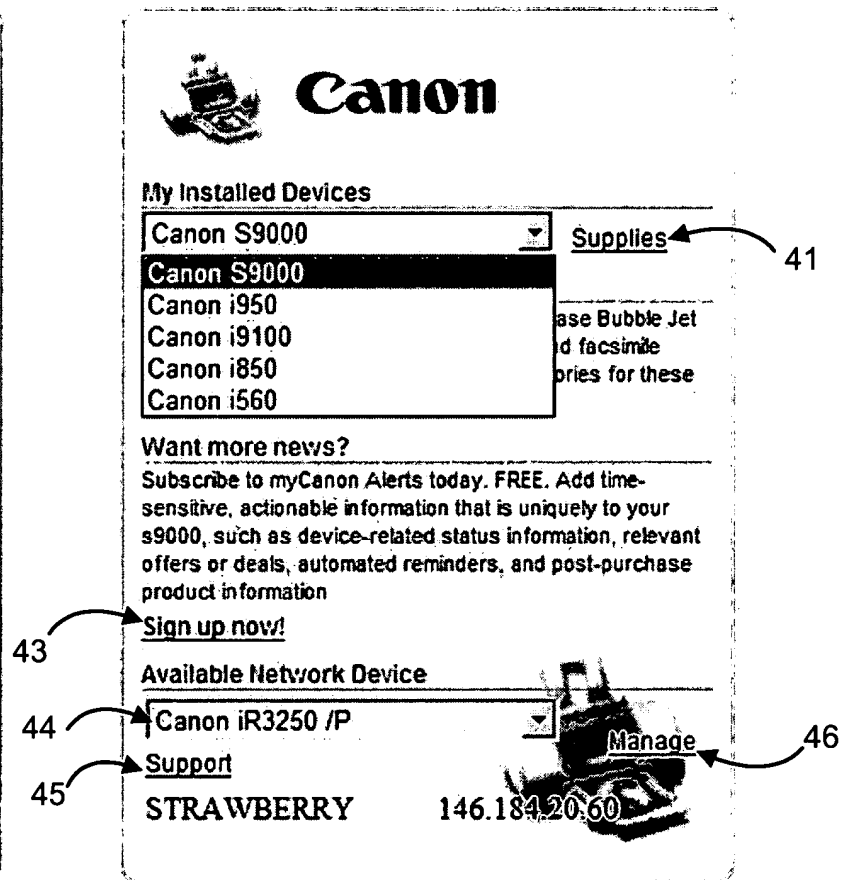 Canon
My Installed Devices
Canon S9000
Supplies
41
Canon S9000
Canon i950
Canon i9100
Canon i850
Canon i560
ase Bubble Jet
d facsimile
ories for these
Want more news?
Subscribe to myCanon Alerts today. FREE. Add time-
sensitive, actionable information that is uniquely to your
s9000, such as device-related status information, relevant
offers or deals, automated reminders, and post-purchase
product information
43
Sign up now!
Available Network Device
44
Canon iR3250 /P
Manage
46
45
Support
STRAWBERRY 146.184.20.60